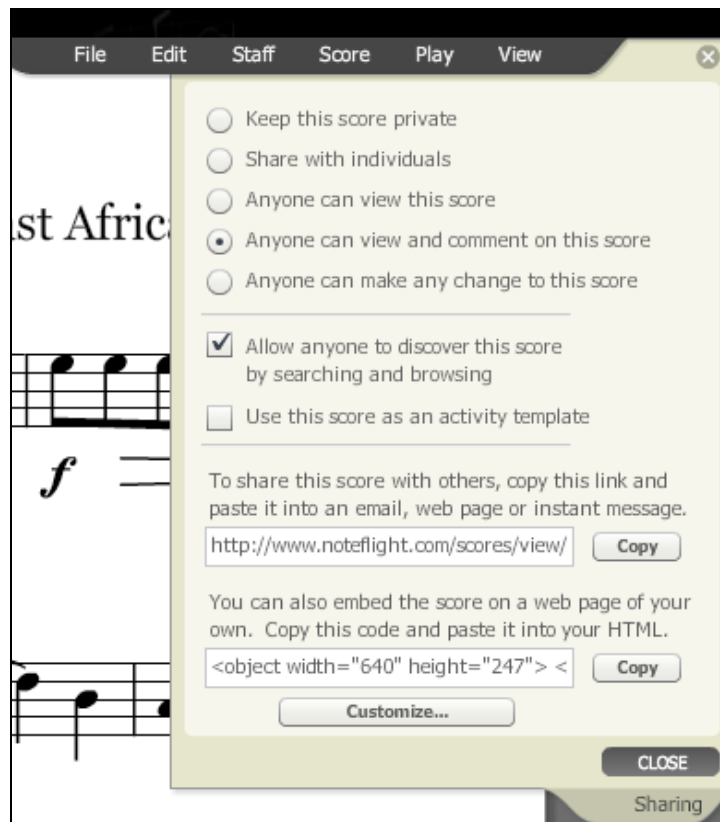 File Edit Staff Score Play View
Keep this score private
Share with individuals
Anyone can view this score
ast Africa
Anyone can view and comment on this score
Anyone can make any change to this score
Allow anyone to discover this score
by searching and browsing
Use this score as an activity template
f
To share this score with others, copy this link and
paste it into an email, web page or instant message.
http://www.noteflight.com/scores/view/ Copy
You can also embed the score on a web page of your
own. Copy this code and paste it into your HTML.
<object width="640" height="247"> < Copy
Customize...
CLOSE
Sharing